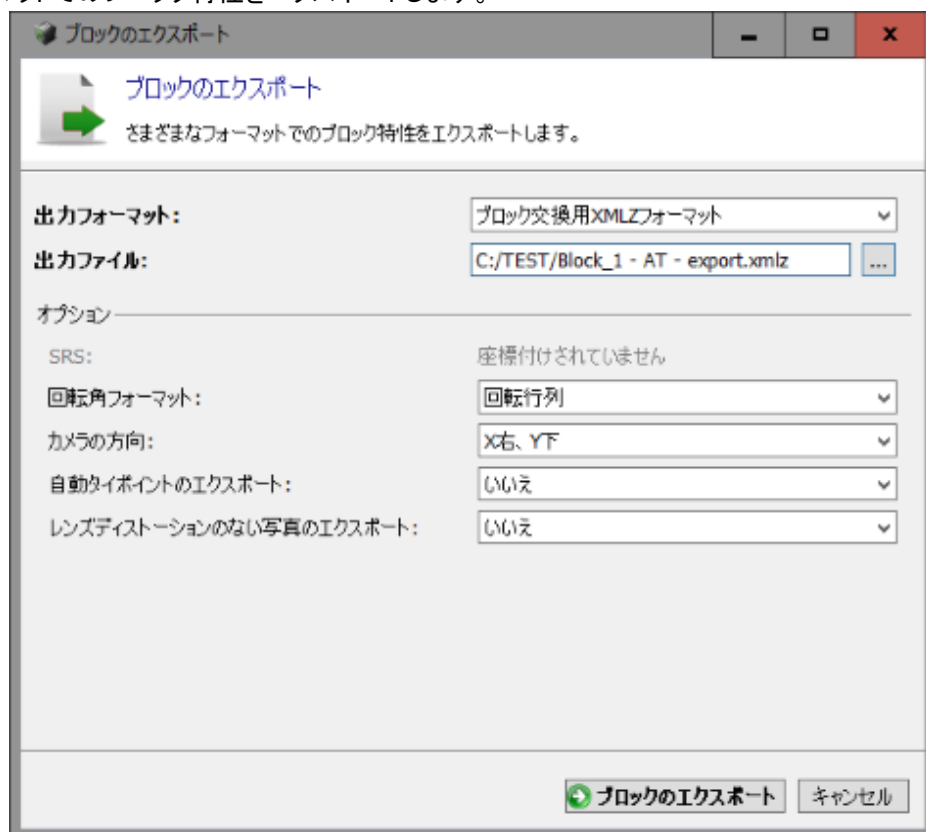 ブロックのエクスポート
ブロックのエクスポート
さまざまなフォーマットでのブロック特性をエクスポートします。
出力フォーマット: ブロック交換用XMLZフォーマット
出力ファイル: C:/TEST/Block_1 - AT - export.xmlz ...
オプション
SRS: 座標付けされていません
回転角フォーマット: 回転行列
カメラの方向: X右、Y下
自動タイポイントのエクスポート: いいえ
レンズディストーションのない写真のエクスポート: いいえ
ブロックのエクスポート キャンセル